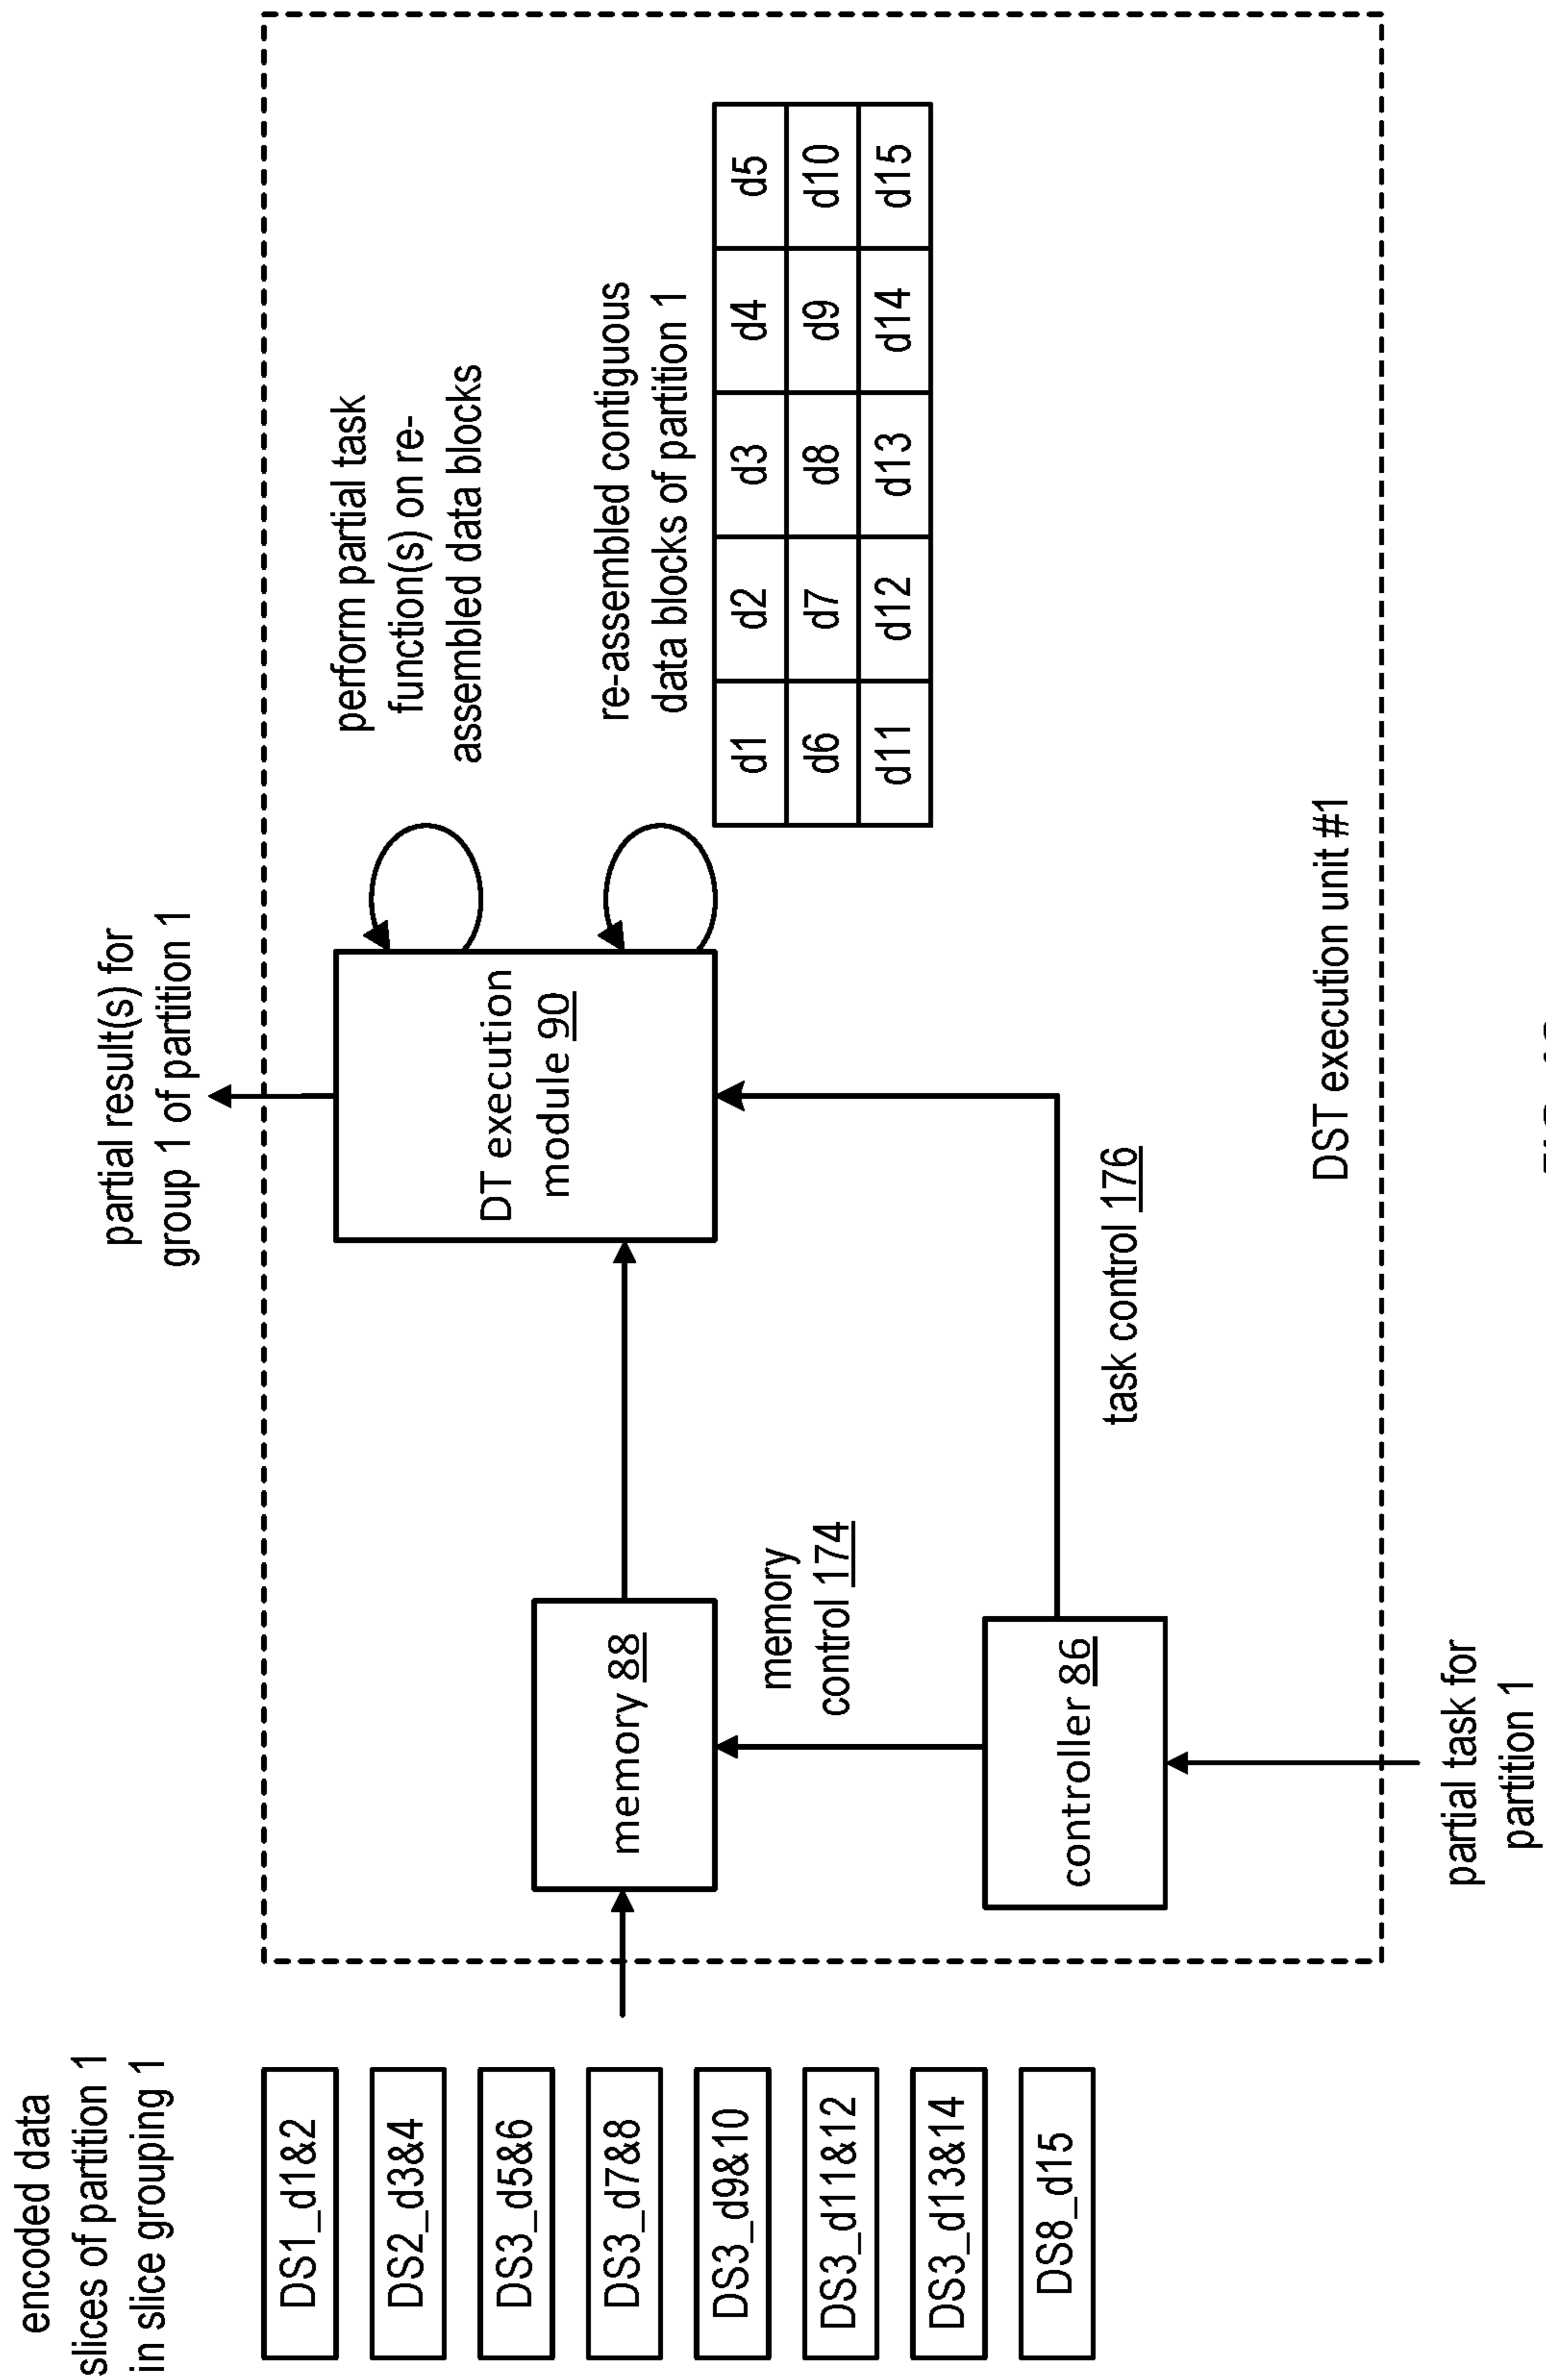 encoded data
slices of partition 1
in slice grouping 1
DS1_d1&2
DS2_d3&4
DS3_d5&6
DS3_d7&8
DS3_d9&10
DS3_d11&12
DS3_d13&14
DS8_d15
partial result(s) for
group 1 of partition 1
memory 88
DT execution
module 90
perform partial task
function(s) on re-
assembled data blocks
re-assembled contiguous
data blocks of partition 1
d1 d2 d3 d4 d5
d6 d7 d8 d9 d10
d11 d12 d13 d14 d15
memory
control 174
controller 86
task control 176
DST execution unit #1
partial task for
partition 1